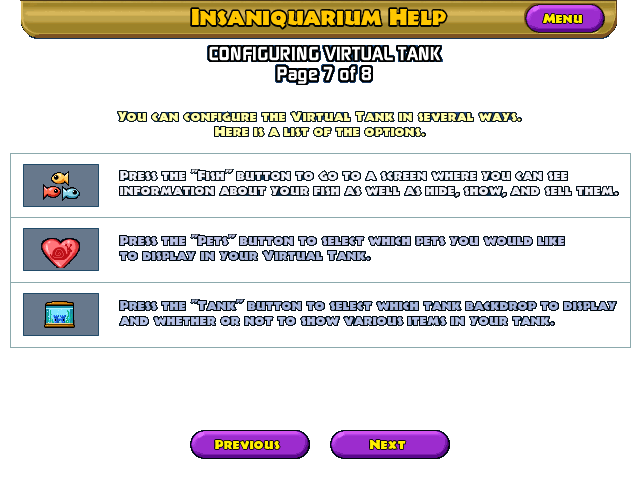 Insaniquarium Help
Menu
CONFIGURING VIRTUAL TANK
Page 7 of 8
You can configure the Virtual Tank in several ways.
Here is a list of the options.
Press the "Fish" button to go to a screen where you can see
information about your fish as well as hide, show, and sell them.
Press the "Pets" button to select which pets you would like
to display in your Virtual Tank.
Press the "Tank" button to select which tank backdrop to display
and whether or not to show various items in your tank.
Previous
Next